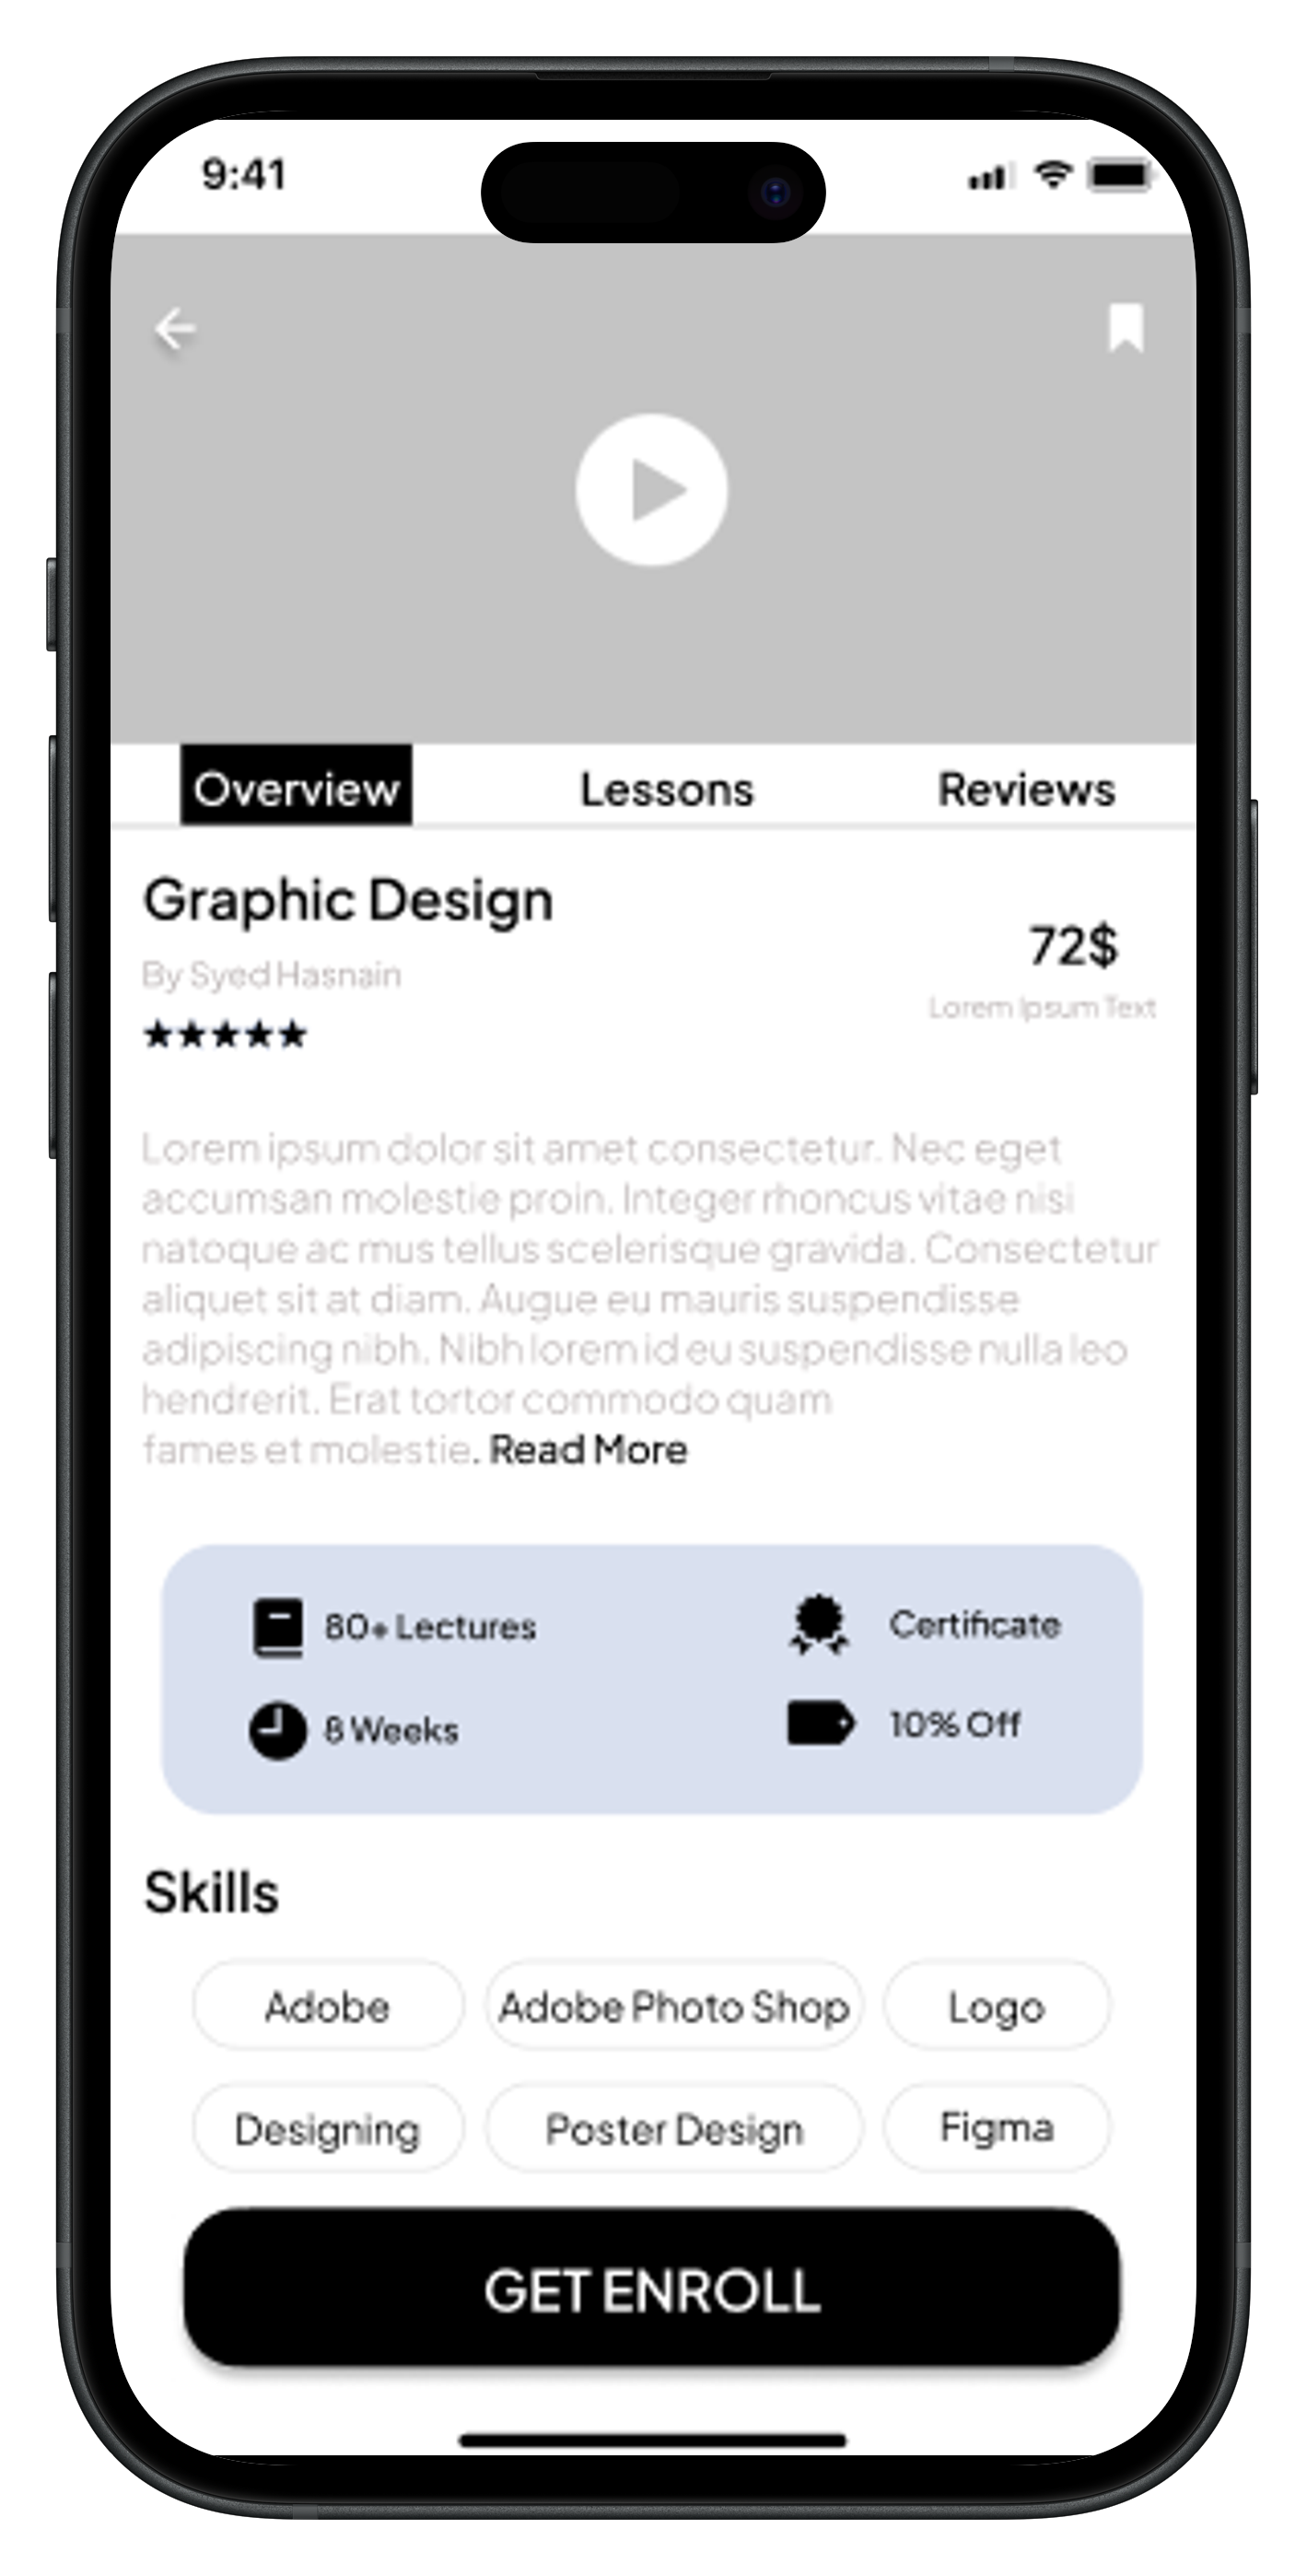 9:41
Overview Lessons Reviews
Graphic Design
72$
By Syed Hasnain
Lorem Ipsum Text
Lorem ipsum dolor sit amet consectetur. Nec eget
accumsan molestie proin. Integer rhoncus vitae nisi
natoque ac mus tellus scelerisque gravida. Consectetur
aliquet sit at diam. Augue eu mauris suspendisse
adipiscing nibh. Nibh lorem id eu suspendisse nulla leo
hendrerit. Erat tortor commodo quam
fames et molestie. Read More
80+ Lectures Certificate
8 Weeks 10% Off
Skills
Adobe Adobe Photo Shop Logo
Designing Poster Design Figma
GET ENROLL